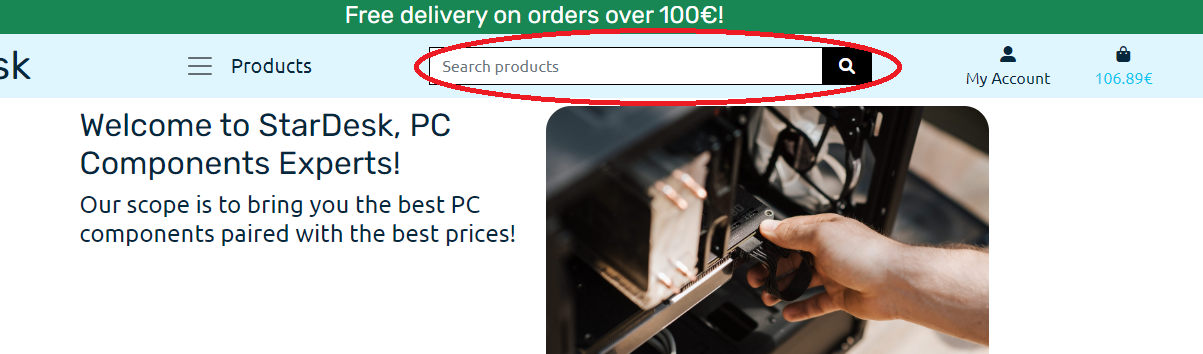 Free delivery on orders over 100€!
sk
Products
Search products
My Account
106.89€
Welcome to StarDesk, PC
Components Experts!
Our scope is to bring you the best PC
components paired with the best prices!